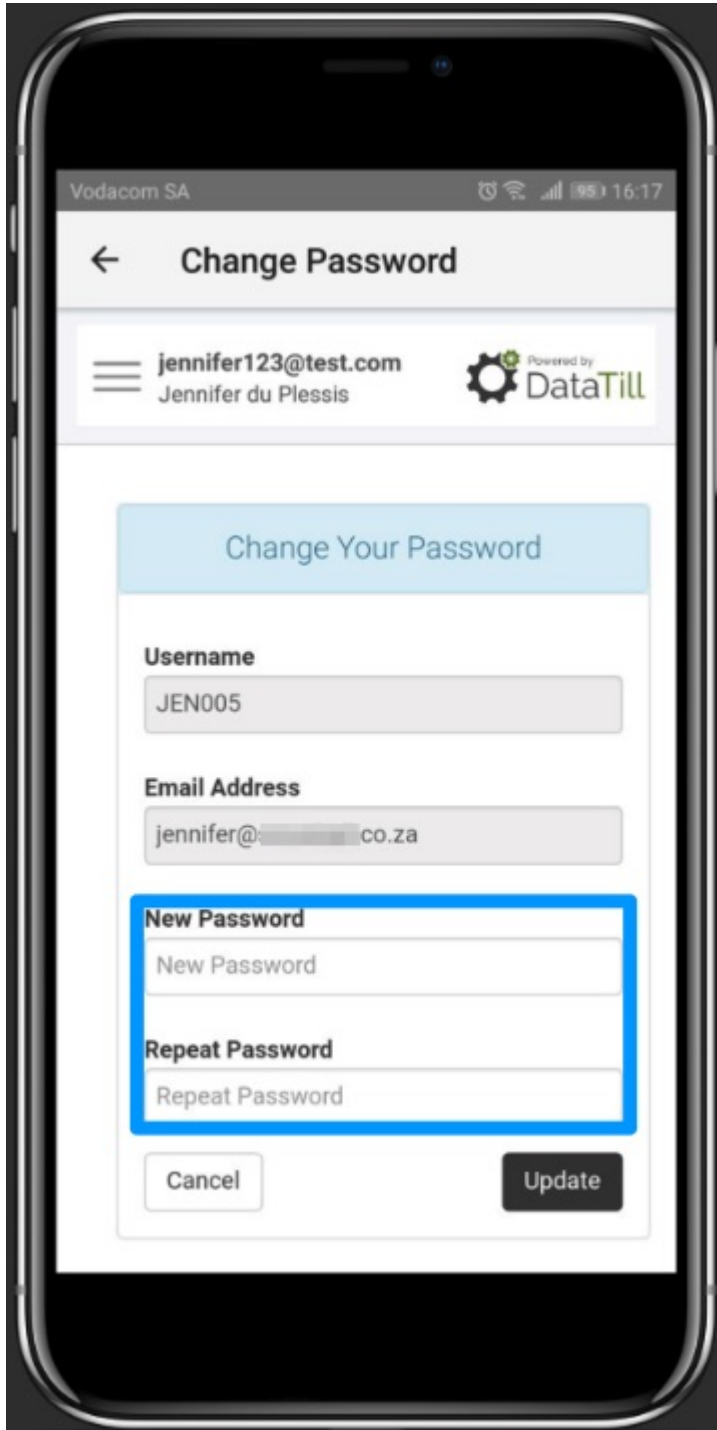 Vodacom SA 95 16:17
Change Password
jennifer123@test.com
Jennifer du Plessis
Powered by
DataTill
Change Your Password
Username
JEN005
Email Address
jennifer@ co.za
New Password
New Password
Repeat Password
Repeat Password
Cancel Update